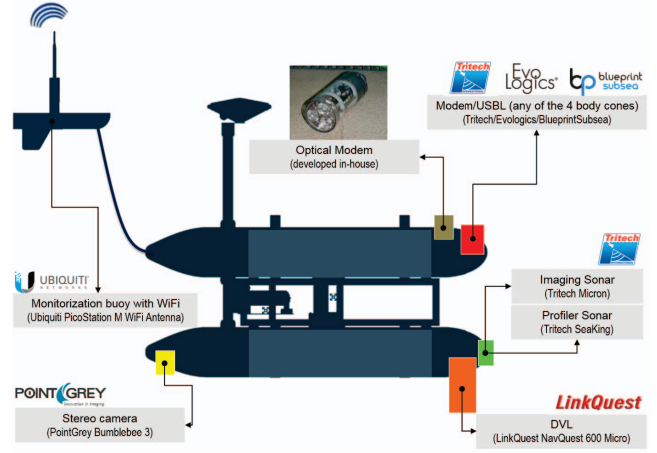 Tritech
Evo
Logics®
bp blueprint
subsea
Modem/USBL (any of the 4 body cones)
(Tritech/Evologics/BlueprintSubsea)
Optical Modem
(developed in-house)
Tritech
Imaging Sonar
(Tritech Micron)
Profiler Sonar
(Tritech SeaKing)
UBIQUITI
NETWORKS
Monitorization buoy with WiFi
(Ubiquiti PicoStation M WiFi Antenna)
POINT GREY
Innovation in Imaging
Stereo camera
(PointGrey Bumblebee 3)
LinkQuest
DVL
(LinkQuest NavQuest 600 Micro)